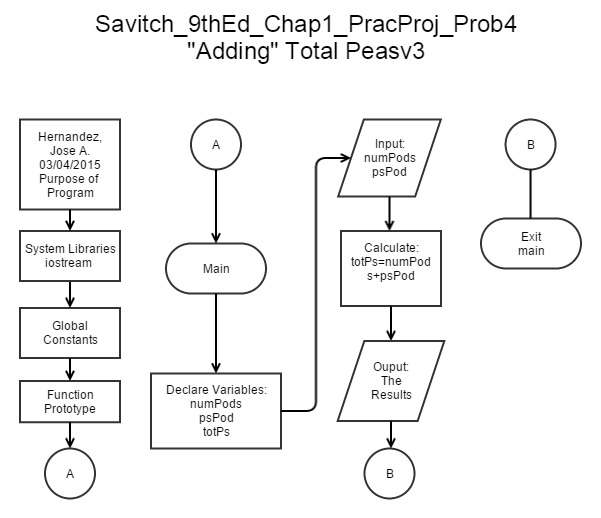 Savitch_9thEd_Chap1_PracProj_Prob4
"Adding" Total Peasv3
Hernandez,
Jose A.
03/04/2015
Purpose of
Program
System Libraries
iostream
Global
Constants
Function
Prototype
A
A
Main
Declare Variables:
numPods
psPod
totPs
Input:
numPods
psPod
Calculate:
totPs=numPod
s+psPod
Ouput:
The
Results
B
B
Exit
main